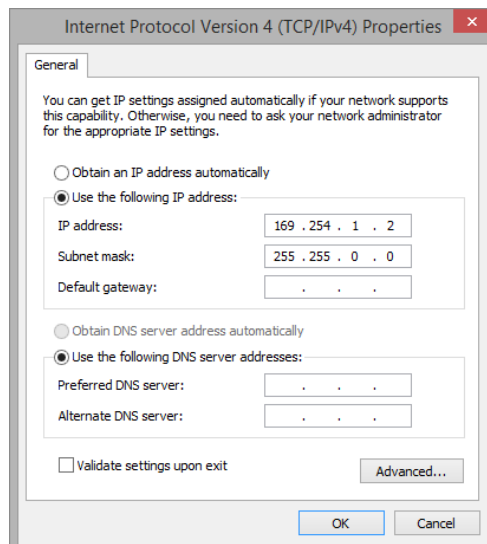 Internet Protocol Version 4 (TCP/IPv4) Properties
General
You can get IP settings assigned automatically if your network supports
this capability. Otherwise, you need to ask your network administrator
for the appropriate IP settings.
Obtain an IP address automatically
Use the following IP address:
IP address: 169 . 254 . 1 . 2
Subnet mask: 255 . 255 . 0 . 0
Default gateway: . . .
Obtain DNS server address automatically
Use the following DNS server addresses:
Preferred DNS server: . . .
Alternate DNS server: . . .
Validate settings upon exit
Advanced...
OK Cancel